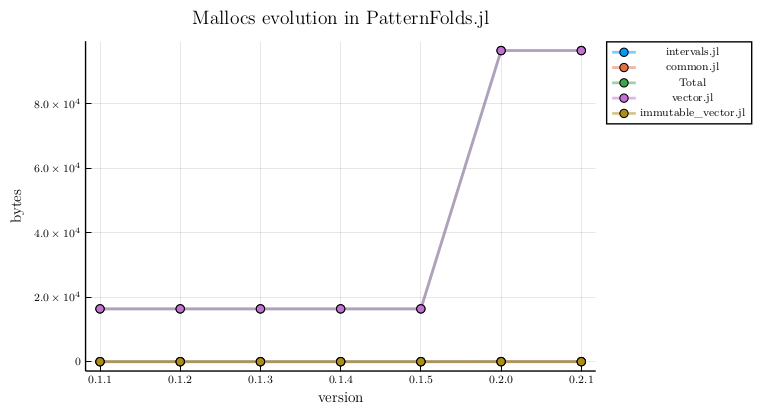 Mallocs evolution in PatternFolds.jl
intervals.jl
common.jl
Total
vector.jl
immutable_vector.jl
8.0 × 10⁴
6.0 × 10⁴
4.0 × 10⁴
2.0 × 10⁴
0
bytes
0.1.1 0.1.2 0.1.3 0.1.4 0.1.5 0.2.0 0.2.1
version